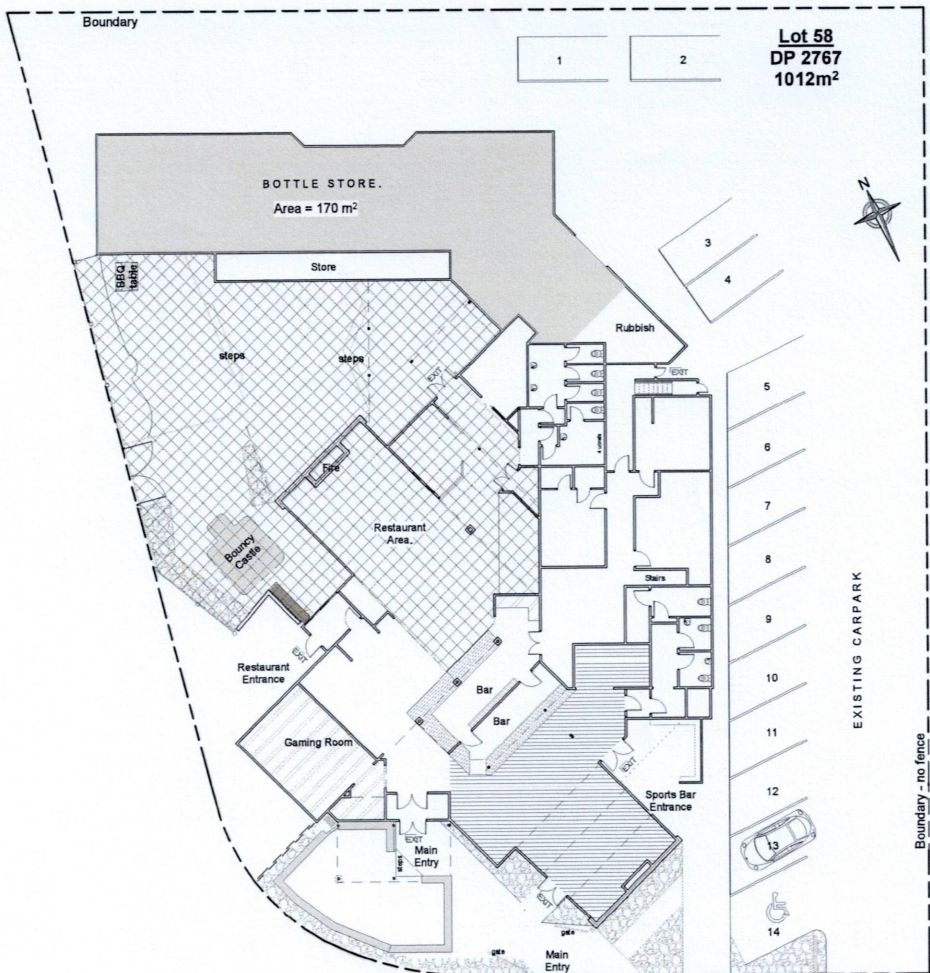 Boundary
Lot 58
DP 2767
1012m²
1
2
BOTTLE STORE.
Area = 170 m²
N
3
4
BBQ
table
Store
Rubbish
steps
steps
EXIT
EXIT
5
6
7
8
9
10
11
12
13
14
Fire
Restaurant
Area.
Bouncy
Castle
Stairs
EXISTING CARPARK
EXIT
Restaurant
Entrance
Bar
Bar
Gaming Room
EXIT
Sports Bar
Entrance
Boundary - no fence
EXIT
Main
Entry
steps
EXIT
gate
gate
Main
Entry